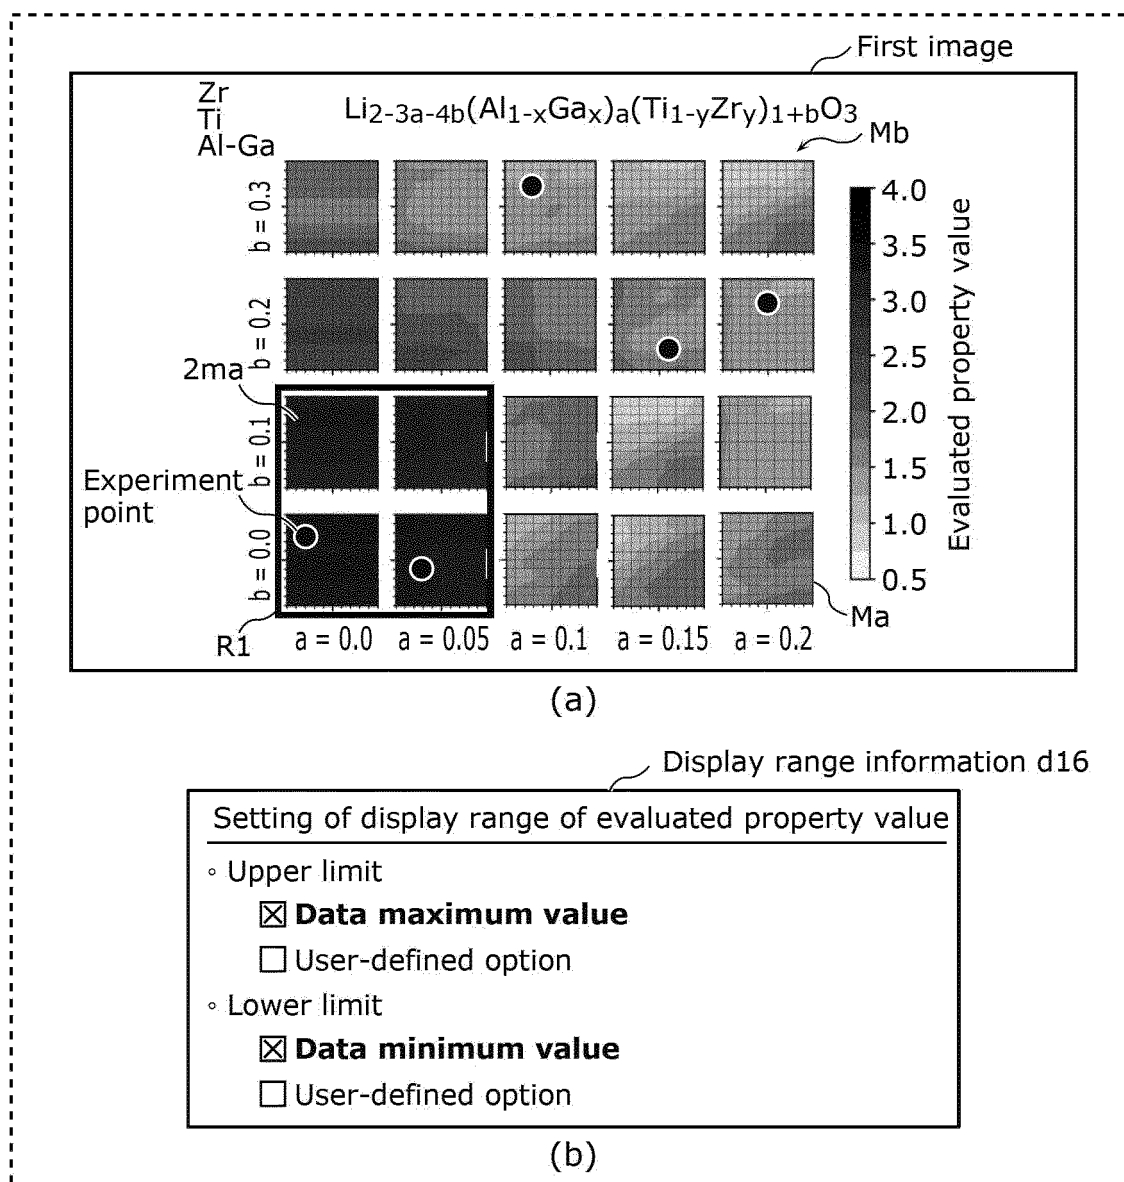 First image
Zr
Ti
Al-Ga
Li2-3a-4b(Al1-xGax)a(Ti1-yZry)1+bO3
Mb
b = 0.3
b = 0.2
b = 0.1
b = 0.0
2ma
Experiment
point
R1
a = 0.0
a = 0.05
a = 0.1
a = 0.15
a = 0.2
Ma
4.0
3.5
3.0
2.5
2.0
1.5
1.0
0.5
Evaluated property value
(a)
Display range information d16
Setting of display range of evaluated property value
◦ Upper limit
☒ Data maximum value
☐ User-defined option
◦ Lower limit
☒ Data minimum value
☐ User-defined option
(b)